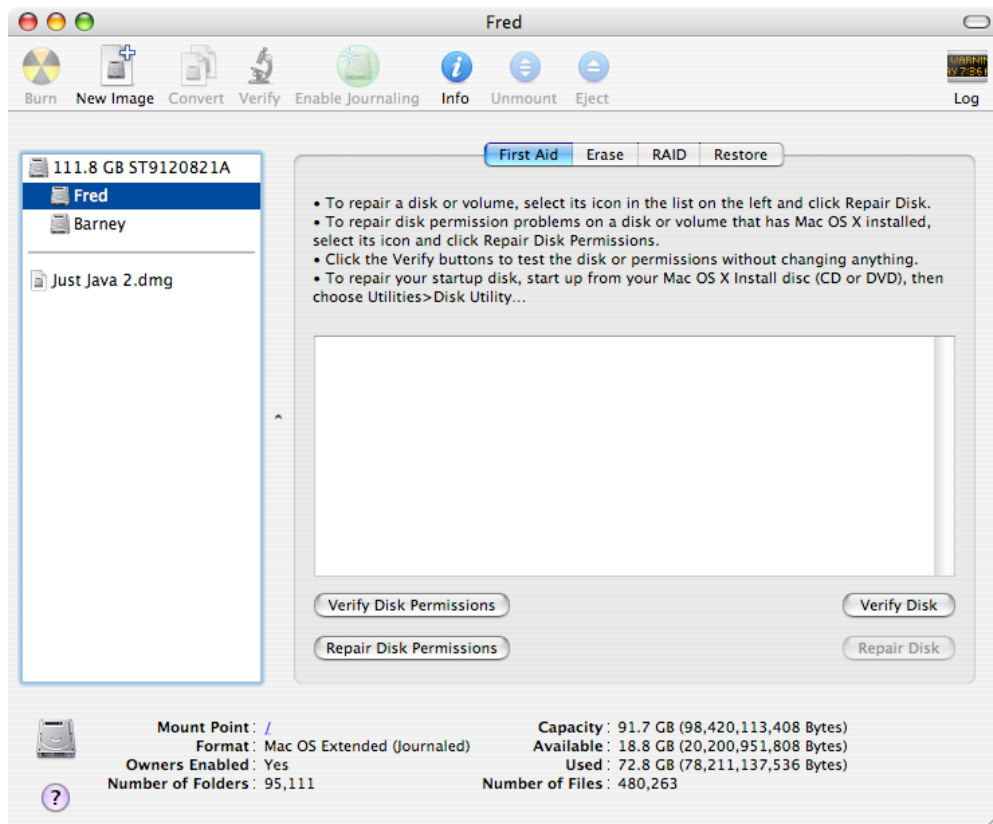 Fred
Burn New Image Convert Verify Enable Journaling Info Unmount Eject Log
WARNIN
AY 7:36
111.8 GB ST9120821A
Fred
Barney
Just Java 2.dmg
First Aid Erase RAID Restore
• To repair a disk or volume, select its icon in the list on the left and click Repair Disk.
• To repair disk permission problems on a disk or volume that has Mac OS X installed,
select its icon and click Repair Disk Permissions.
• Click the Verify buttons to test the disk or permissions without changing anything.
• To repair your startup disk, start up from your Mac OS X Install disc (CD or DVD), then
choose Utilities>Disk Utility...
Verify Disk Permissions Verify Disk
Repair Disk Permissions Repair Disk
Mount Point : / Capacity : 91.7 GB (98,420,113,408 Bytes)
Format : Mac OS Extended (Journaled) Available : 18.8 GB (20,200,951,808 Bytes)
Owners Enabled : Yes Used : 72.8 GB (78,211,137,536 Bytes)
Number of Folders : 95,111 Number of Files : 480,263
?